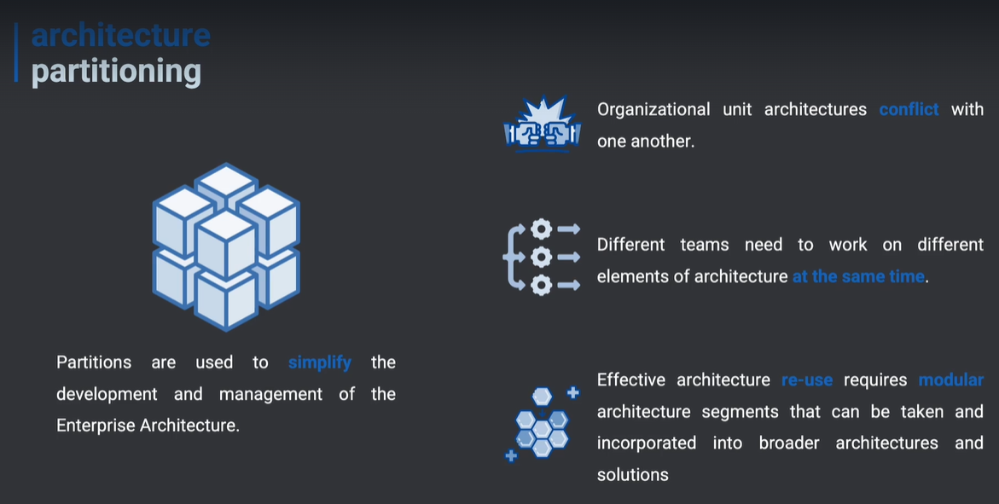 architecture
partitioning
Partitions are used to simplify the
development and management of the
Enterprise Architecture.
Organizational unit architectures conflict with
one another.
Different teams need to work on different
elements of architecture at the same time.
Effective architecture re-use requires modular
architecture segments that can be taken and
incorporated into broader architectures and
solutions